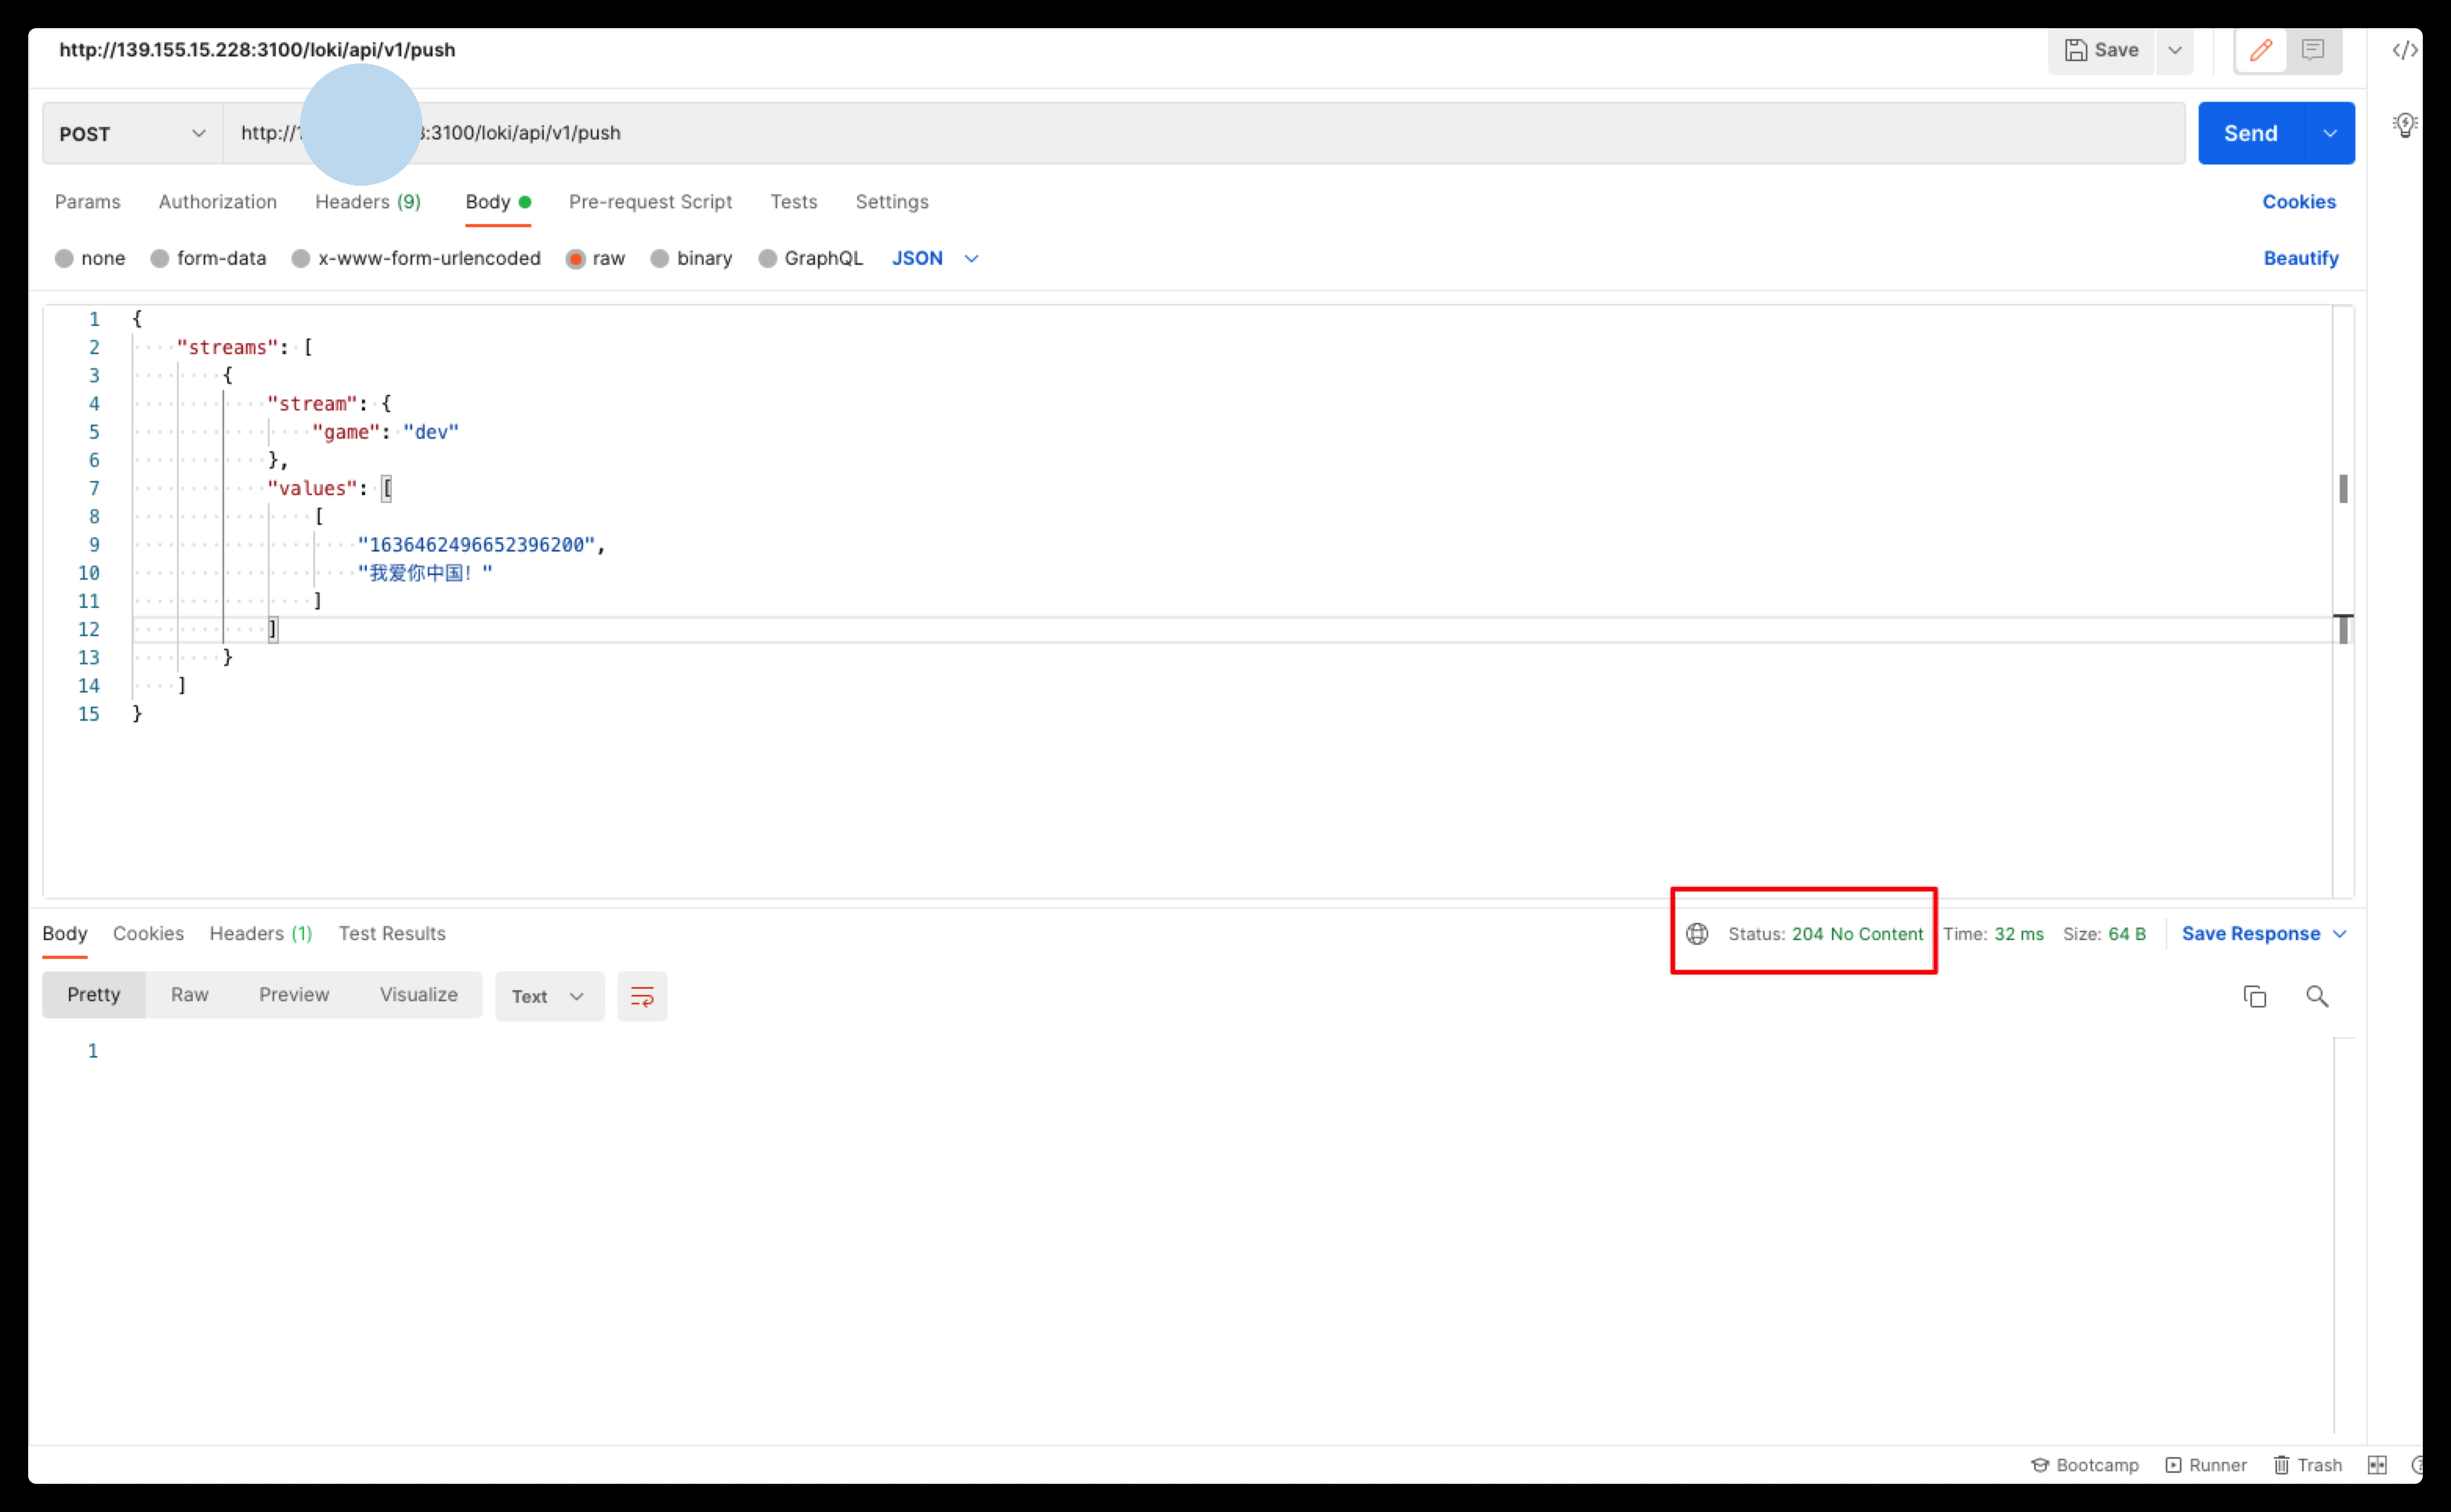 http://139.155.15.228:3100/loki/api/v1/push
Save
POST http:// :3100/loki/api/v1/push Send
Params Authorization Headers (9) Body Pre-request Script Tests Settings Cookies
none form-data x-www-form-urlencoded raw binary GraphQL JSON Beautify
1 {
2 "streams": [
3 {
4 "stream": {
5 "game": "dev"
6 },
7 "values": [
8 [
9 "1636462496652396200",
10 "我爱你中国！"
11 ]
12 ]
13 }
14 ]
15 }
Body Cookies Headers (1) Test Results Status: 204 No Content Time: 32 ms Size: 64 B Save Response
Pretty Raw Preview Visualize Text
1
Bootcamp Runner Trash